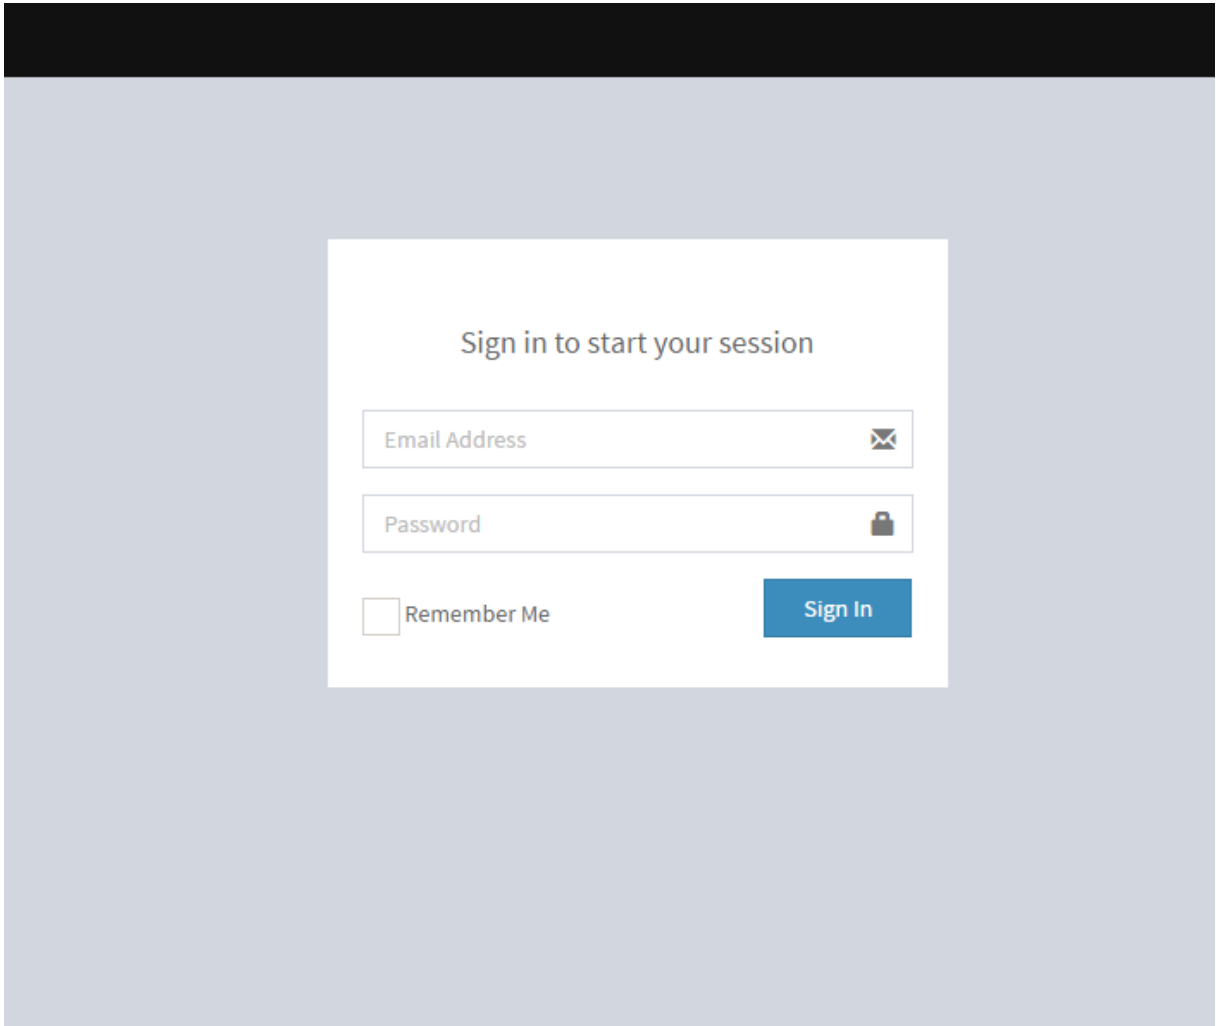 Sign in to start your session
Email Address
Password
Remember Me
Sign In